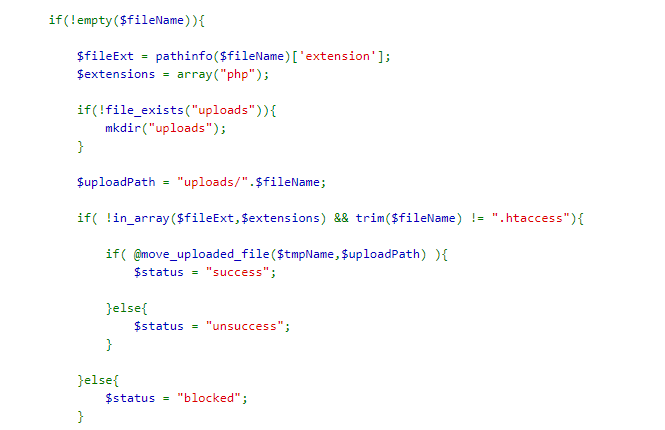 if(!empty($fileName)){
$fileExt = pathinfo($fileName)['extension'];
$extensions = array("php");
if(!file_exists("uploads")){
mkdir("uploads");
}
$uploadPath = "uploads/".$fileName;
if( !in_array($fileExt,$extensions) && trim($fileName) != ".htaccess"){
if( @move_uploaded_file($tmpName,$uploadPath) ){
$status = "success";
}else{
$status = "unsuccess";
}
}else{
$status = "blocked";
}